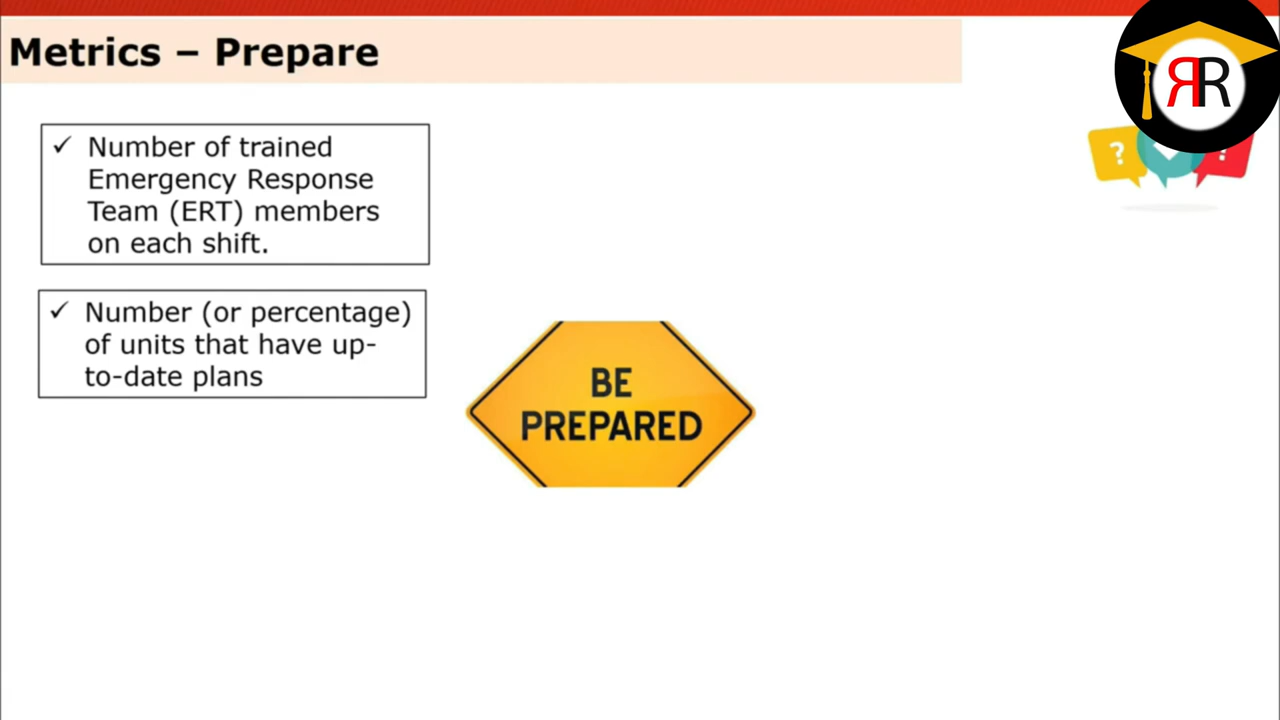 Metrics – Prepare
ЯR
?
?
✓ Number of trained
Emergency Response
Team (ERT) members
on each shift.
✓ Number (or percentage)
of units that have up-
to-date plans
BE
PREPARED